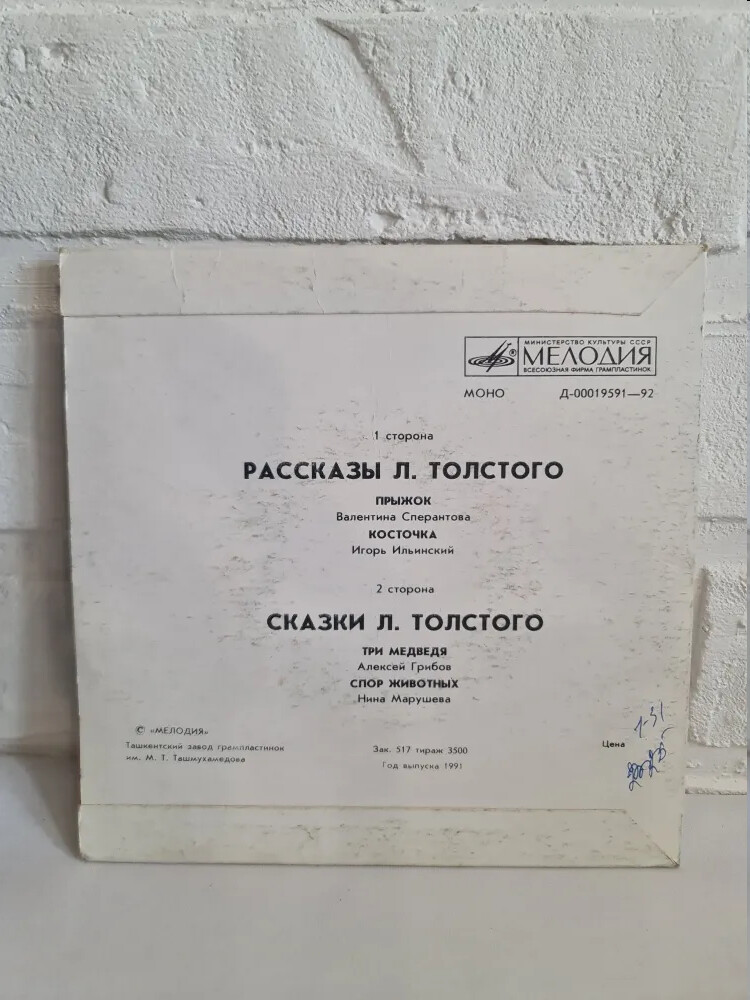 МИНИСТЕРСТВО КУЛЬТУРЫ СССР
МЕЛОДИЯ
ВСЕСОЮЗНАЯ ФИРМА ГРАМПЛАСТИНОК
МОНО Д-00019591—92
1 сторона
РАССКАЗЫ Л. ТОЛСТОГО
ПРЫЖОК
Валентина Сперантова
КОСТОЧКА
Игорь Ильинский
2 сторона
СКАЗКИ Л. ТОЛСТОГО
ТРИ МЕДВЕДЯ
Алексей Грибов
СПОР ЖИВОТНЫХ
Нина Марушева
© «МЕЛОДИЯ»
Ташкентский завод грампластинок
им. М. Т. Ташмухамедова
Зак. 517 тираж 3500
Год выпуска 1991
Цена 1-31